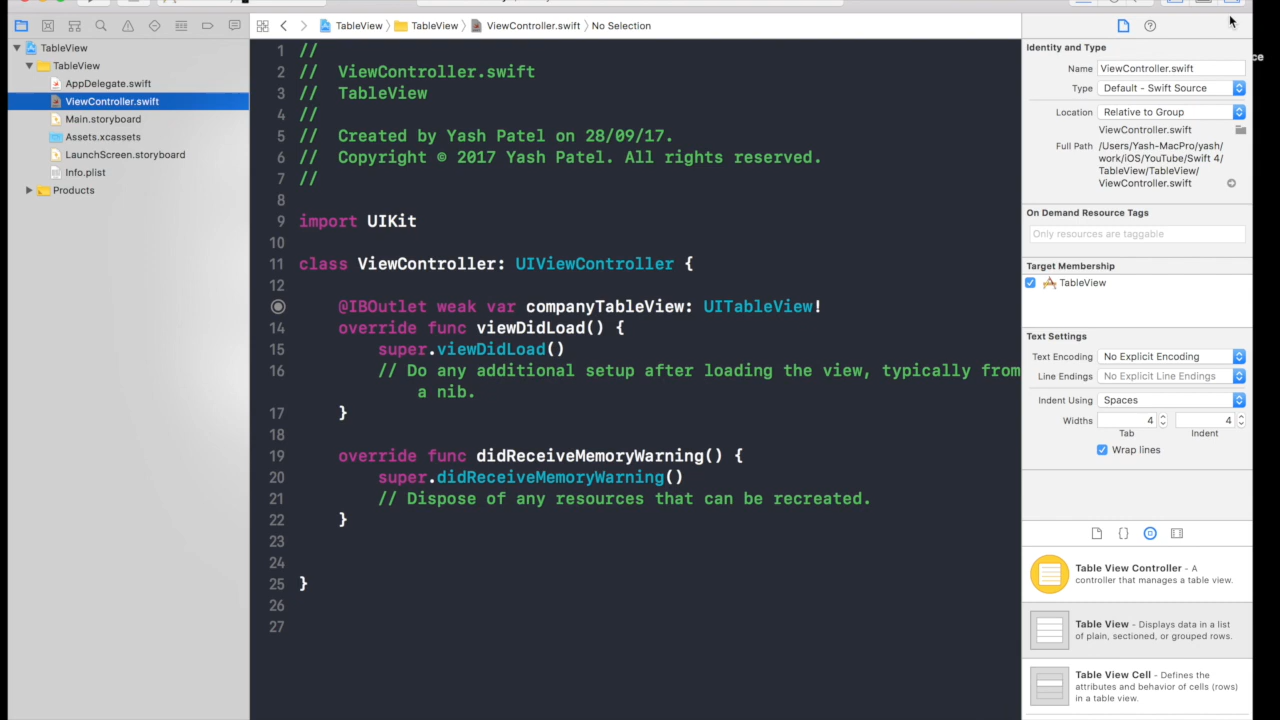 TableView
TableView
AppDelegate.swift
ViewController.swift
Main.storyboard
Assets.xcassets
LaunchScreen.storyboard
Info.plist
Products
TableView TableView ViewController.swift No Selection
1 //
2 // ViewController.swift
3 // TableView
4 //
5 // Created by Yash Patel on 28/09/17.
6 // Copyright © 2017 Yash Patel. All rights reserved.
7 //
8
9 import UIKit
10
11 class ViewController: UIViewController {
12
@IBOutlet weak var companyTableView: UITableView!
14 override func viewDidLoad() {
15 super.viewDidLoad()
16 // Do any additional setup after loading the view, typically from
a nib.
17 }
18
19 override func didReceiveMemoryWarning() {
20 super.didReceiveMemoryWarning()
21 // Dispose of any resources that can be recreated.
22 }
23
24
25 }
26
27
Identity and Type
Name ViewController.swift
Type Default - Swift Source
Location Relative to Group
ViewController.swift
Full Path /Users/Yash-MacPro/yash/
work/iOS/YouTube/Swift 4/
TableView/TableView/
ViewController.swift
On Demand Resource Tags
Only resources are taggable
Target Membership
TableView
Text Settings
Text Encoding No Explicit Encoding
Line Endings No Explicit Line Endings
Indent Using Spaces
Widths 4 4
Tab Indent
Wrap lines
{}
Table View Controller - A
controller that manages a table view.
Table View - Displays data in a list
of plain, sectioned, or grouped rows.
Table View Cell - Defines the
attributes and behavior of cells (rows)
in a table view.